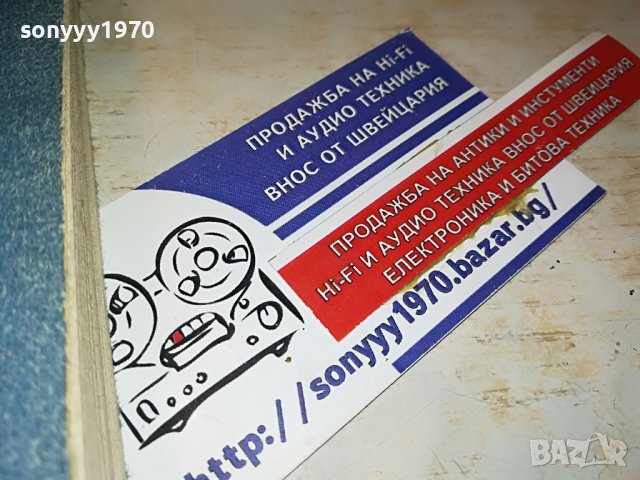 sonyyy1970
ПРОДАЖБА НА Hi-Fi
И АУДИО ТЕХНИКА
ВНОС ОТ ШВЕЙЦАРИЯ
ПРОДАЖБА НА АНТИКИ И ИНСТУМЕНТИ
Hi-Fi И АУДИО ТЕХНИКА ВНОС ОТ ШВЕЙЦАРИЯ
ЕЛЕКТРОНИКА И БИТОВА ТЕХНИКА
http://sonyyy1970.bazar.bg/
BAZAR